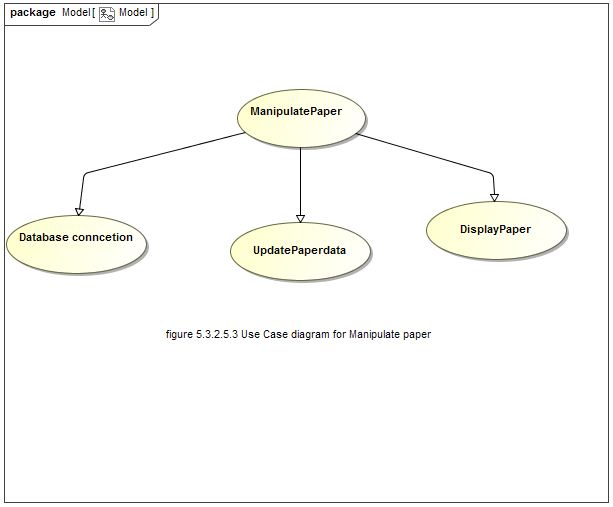 package Model [ Model ]
ManipulatePaper
Database conncetion
UpdatePaperdata
DisplayPaper
figure 5.3.2.5.3 Use Case diagram for Manipulate paper